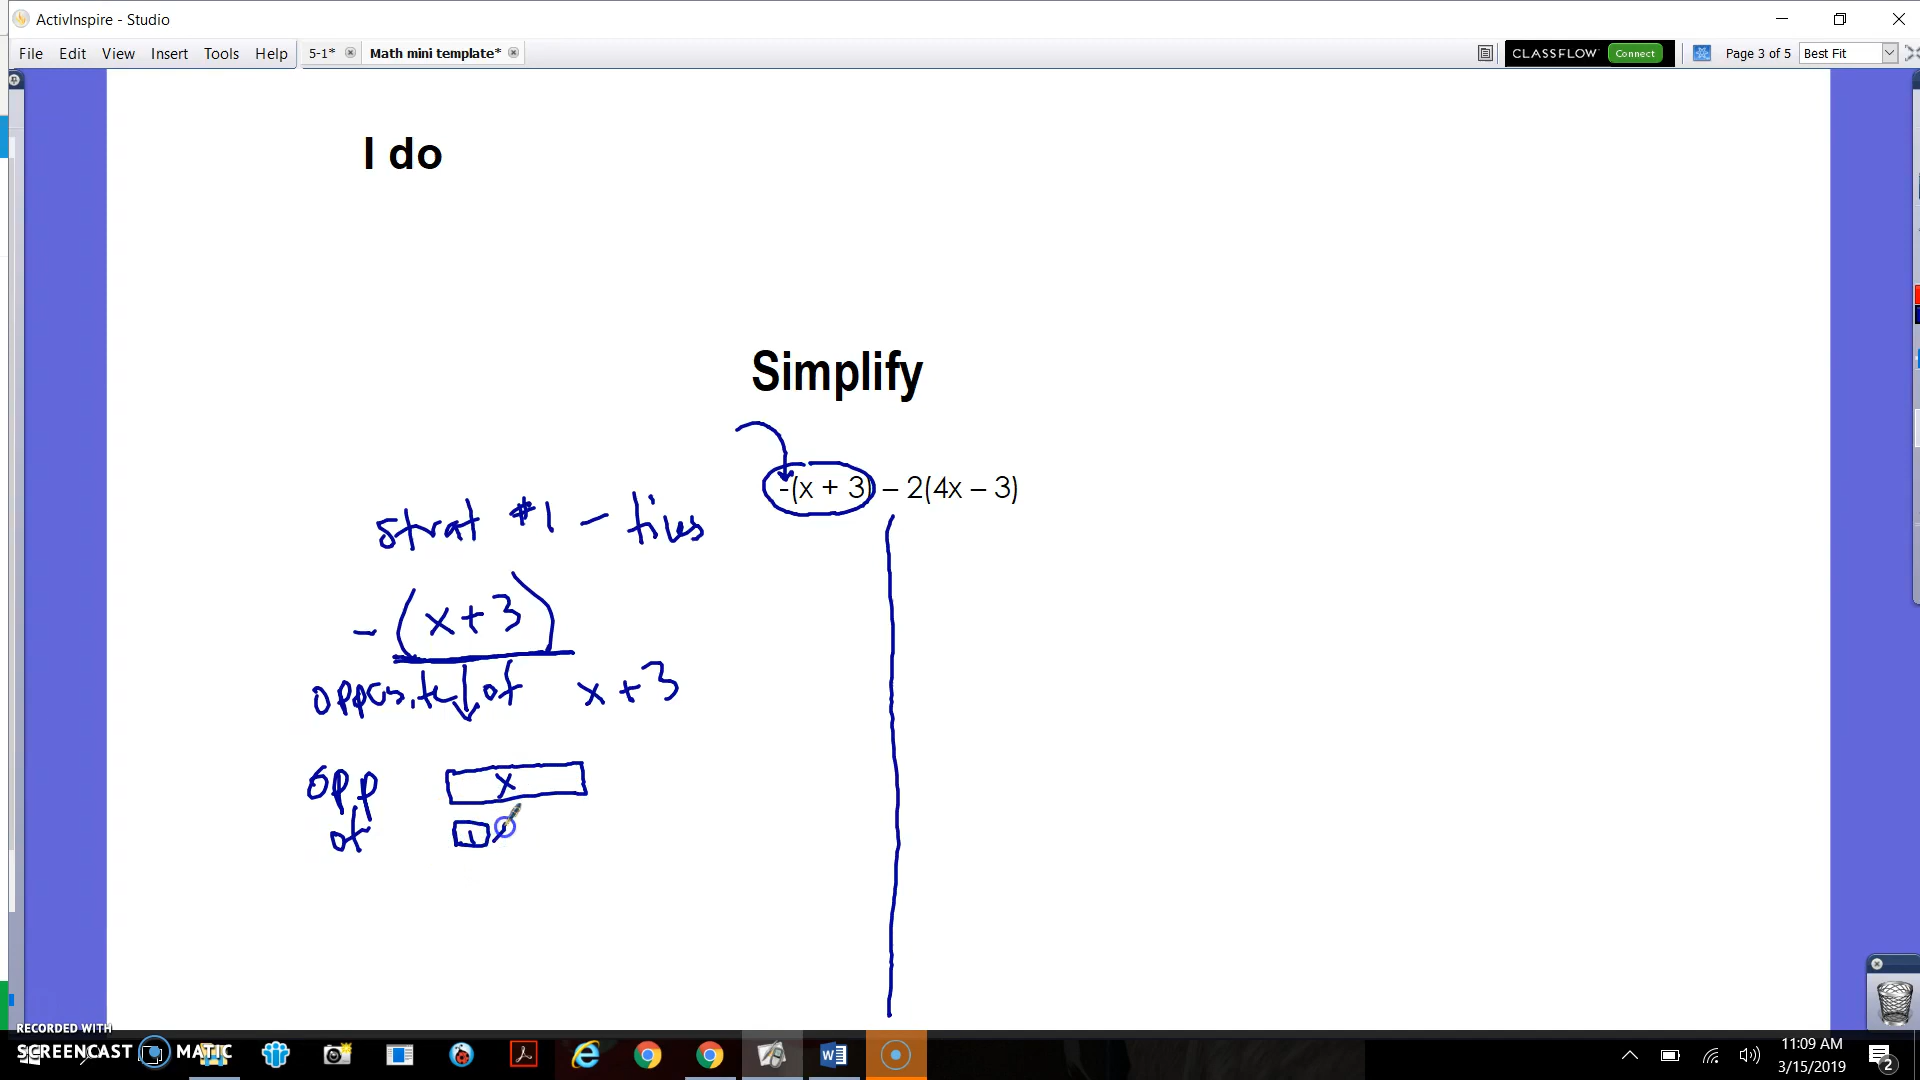 ActivInspire - Studio
File Edit View Insert Tools Help 5-1* Math mini template* CLASSFLOW Connect Page 3 of 5 Best Fit
I do
Simplify
-(x + 3) – 2(4x – 3)
strat #1 - tiles
- (x+3)
opposite of x+3
opp x
of 1
RECORDED WITH
SCREENCAST MATIC
11:09 AM
3/15/2019
2